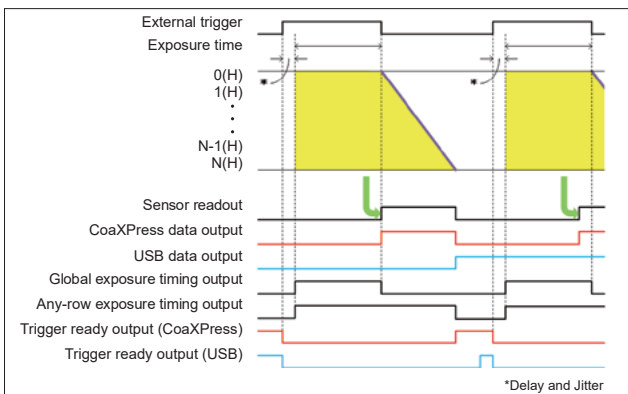 External trigger
Exposure time
0(H)
1(H)
・
・
・
N-1(H)
N(H)
*
*
Sensor readout
CoaXPress data output
USB data output
Global exposure timing output
Any-row exposure timing output
Trigger ready output (CoaXPress)
Trigger ready output (USB)
*Delay and Jitter